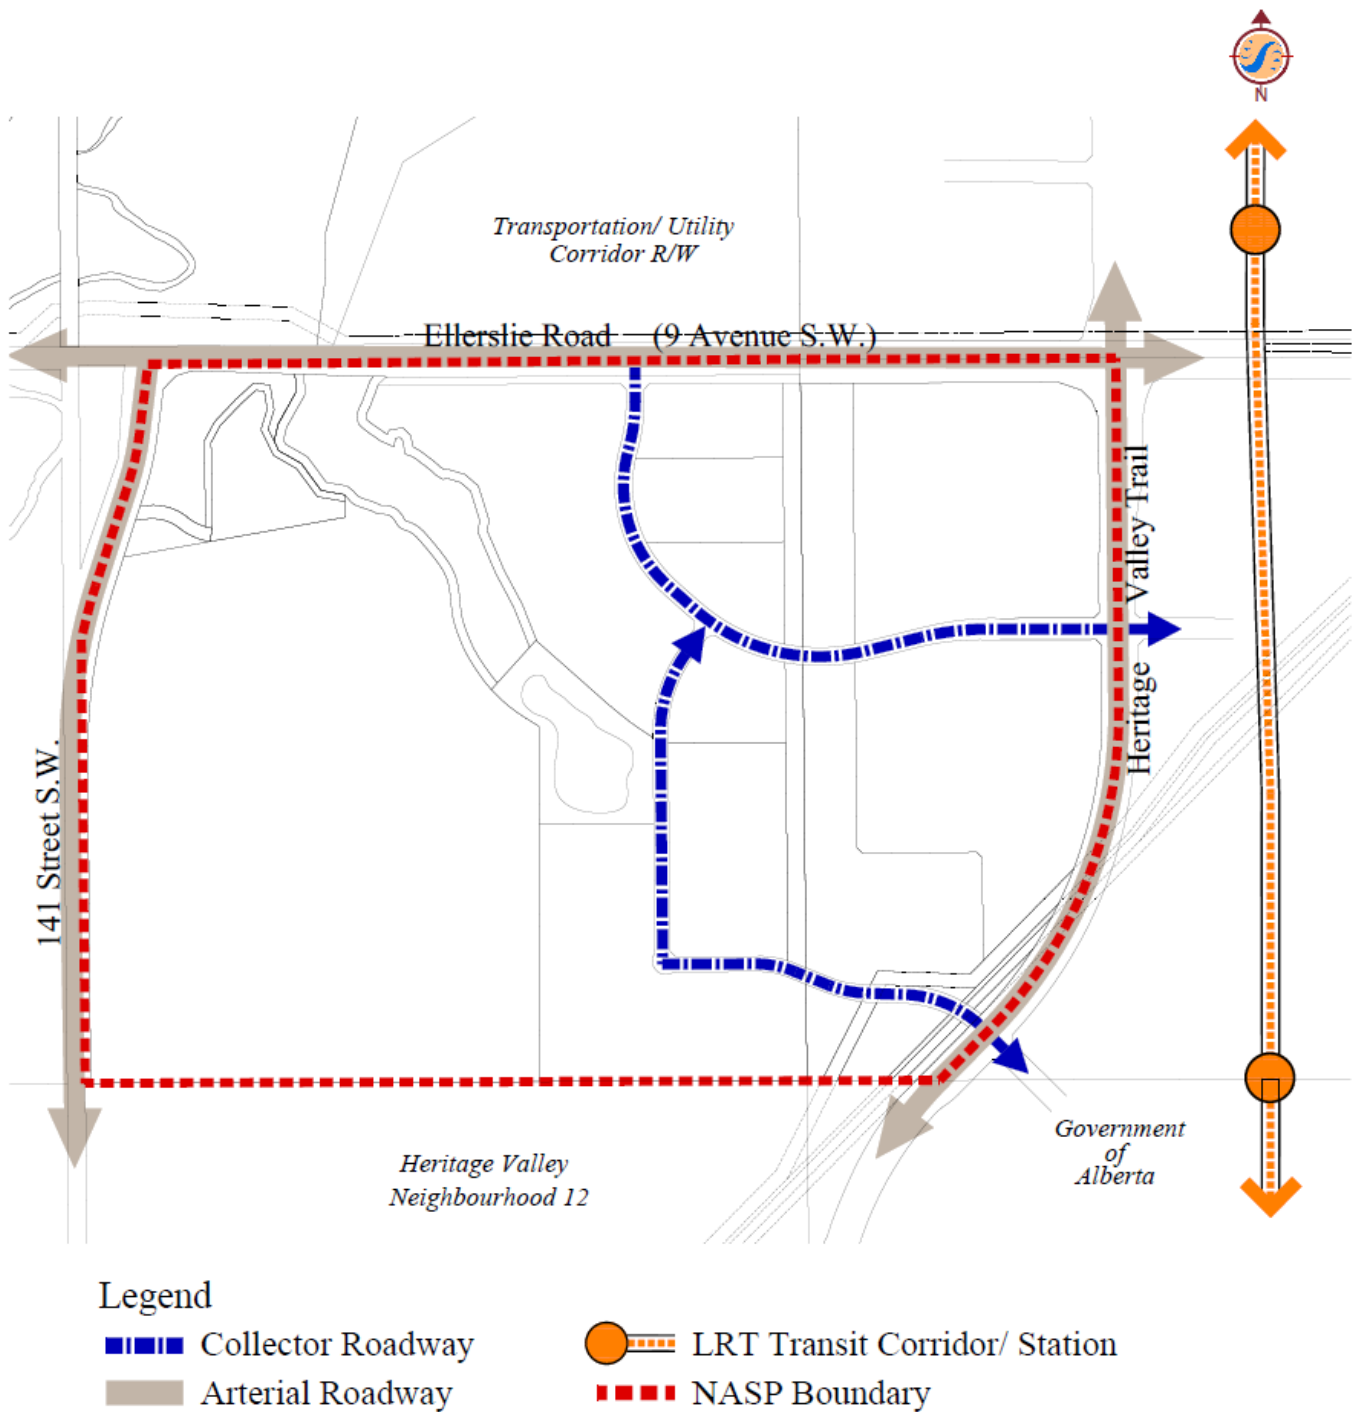 N
Transportation/ Utility
Corridor R/W
Ellerslie Road (9 Avenue S.W.)
Heritage Valley Trail
141 Street S.W.
Government
of
Alberta
Heritage Valley
Neighbourhood 12
Legend
Collector Roadway
LRT Transit Corridor/ Station
Arterial Roadway
NASP Boundary